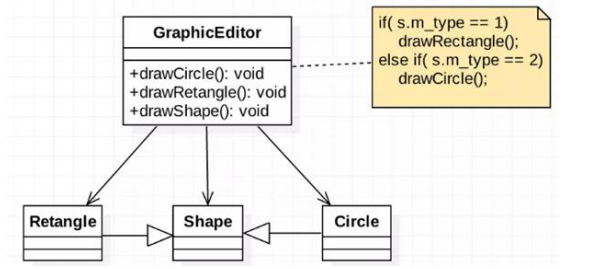 GraphicEditor
+drawCircle(): void
+drawRetangle(): void
+drawShape(): void
if( s.m_type == 1)
drawRectangle();
else if( s.m_type == 2)
drawCircle();
Retangle
Shape
Circle